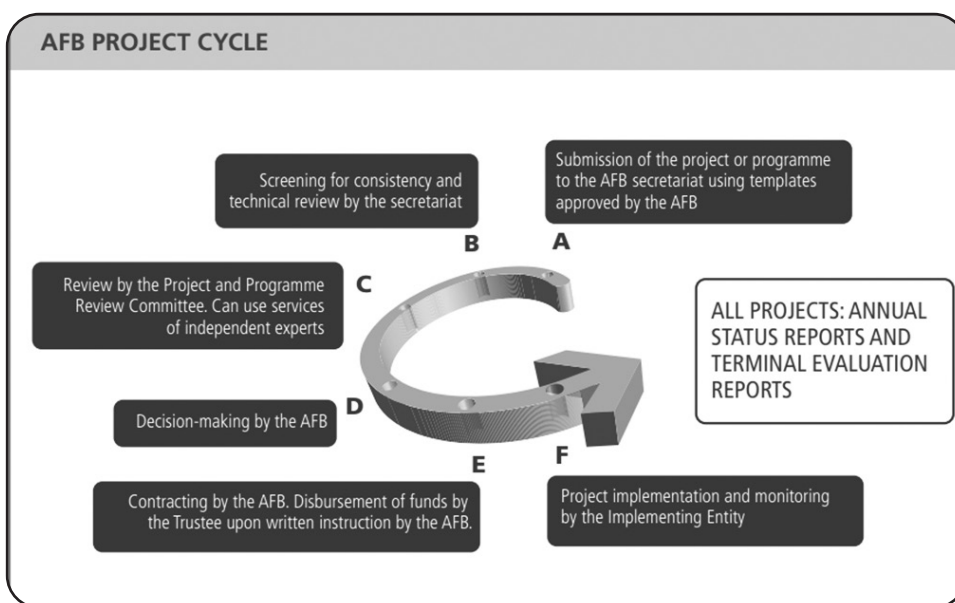 AFB PROJECT CYCLE
Submission of the project or programme
to the AFB secretariat using templates
approved by the AFB
A
Screening for consistency and
technical review by the secretariat
B
Review by the Project and Programme
Review Committee. Can use services
of independent experts
C
Decision-making by the AFB
D
Contracting by the AFB. Disbursement of funds by
the Trustee upon written instruction by the AFB.
E
Project implementation and monitoring
by the Implementing Entity
F
ALL PROJECTS: ANNUAL
STATUS REPORTS AND
TERMINAL EVALUATION
REPORTS